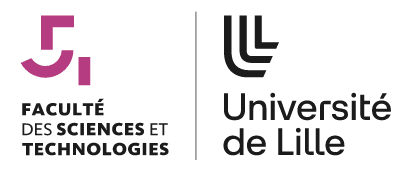 FACULTÉ
DES SCIENCES ET
TECHNOLOGIES
Université
de Lille